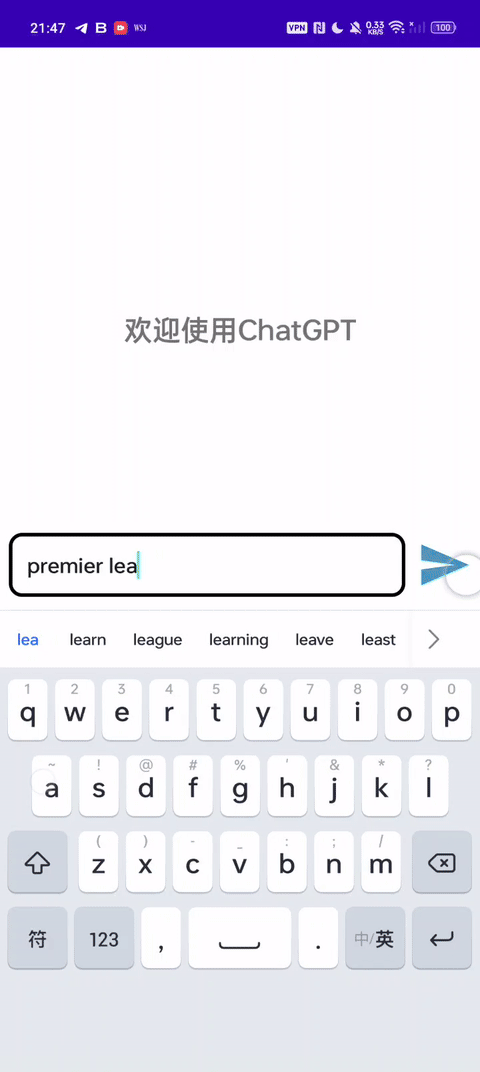 21:47 B WSJ VPN 0.33 KB/S 100
欢迎使用ChatGPT
premier lea
lea learn league learning leave least
1 2 3 4 5 6 7 8 9 0
q w e r t y u i o p
~ ! @ # % ' & * ?
a s d f g h j k l
( ) - _ : ; /
z x c v b n m
符 123 , . 中/英